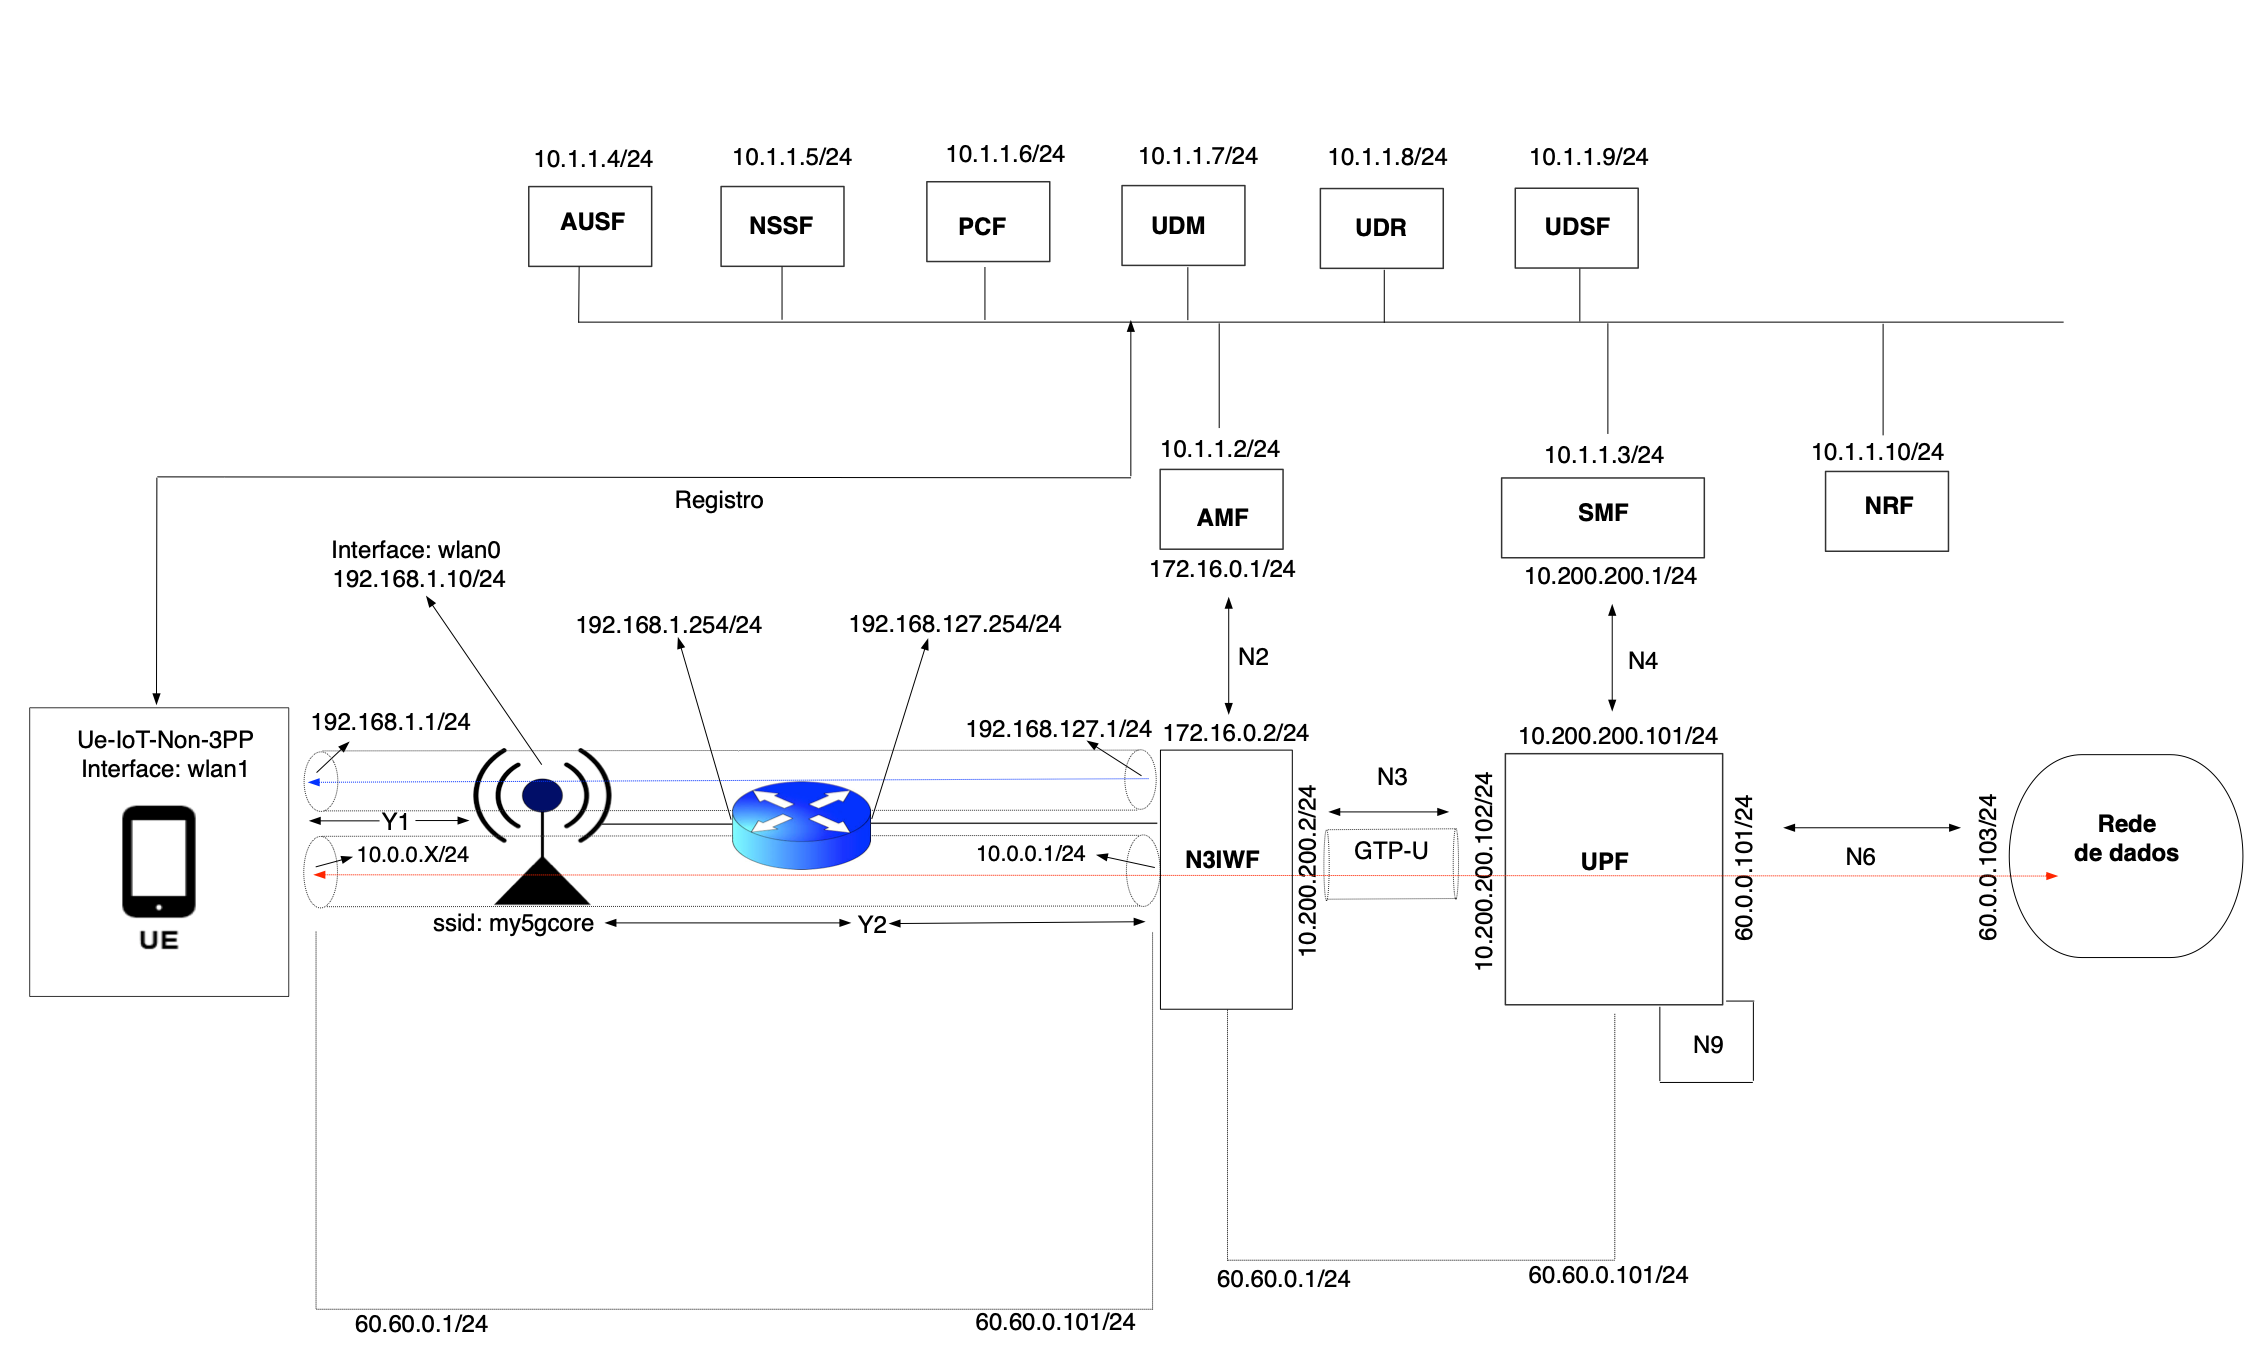 10.1.1.4/24
10.1.1.5/24
10.1.1.6/24
10.1.1.7/24
10.1.1.8/24
10.1.1.9/24
AUSF
NSSF
PCF
UDM
UDR
UDSF
10.1.1.2/24
10.1.1.3/24
10.1.1.10/24
AMF
SMF
NRF
Registro
172.16.0.1/24
10.200.200.1/24
Interface: wlan0
192.168.1.10/24
192.168.1.254/24
192.168.127.254/24
N2
N4
Ue-IoT-Non-3PP
Interface: wlan1
UE
192.168.1.1/24
192.168.127.1/24
172.16.0.2/24
10.200.200.101/24
Y1
10.0.0.X/24
10.0.0.1/24
ssid: my5gcore
Y2
N3IWF
10.200.200.2/24
N3
GTP-U
10.200.200.102/24
UPF
60.0.0.101/24
N6
60.0.0.103/24
Rede
de dados
N9
60.60.0.1/24
60.60.0.101/24
60.60.0.1/24
60.60.0.101/24